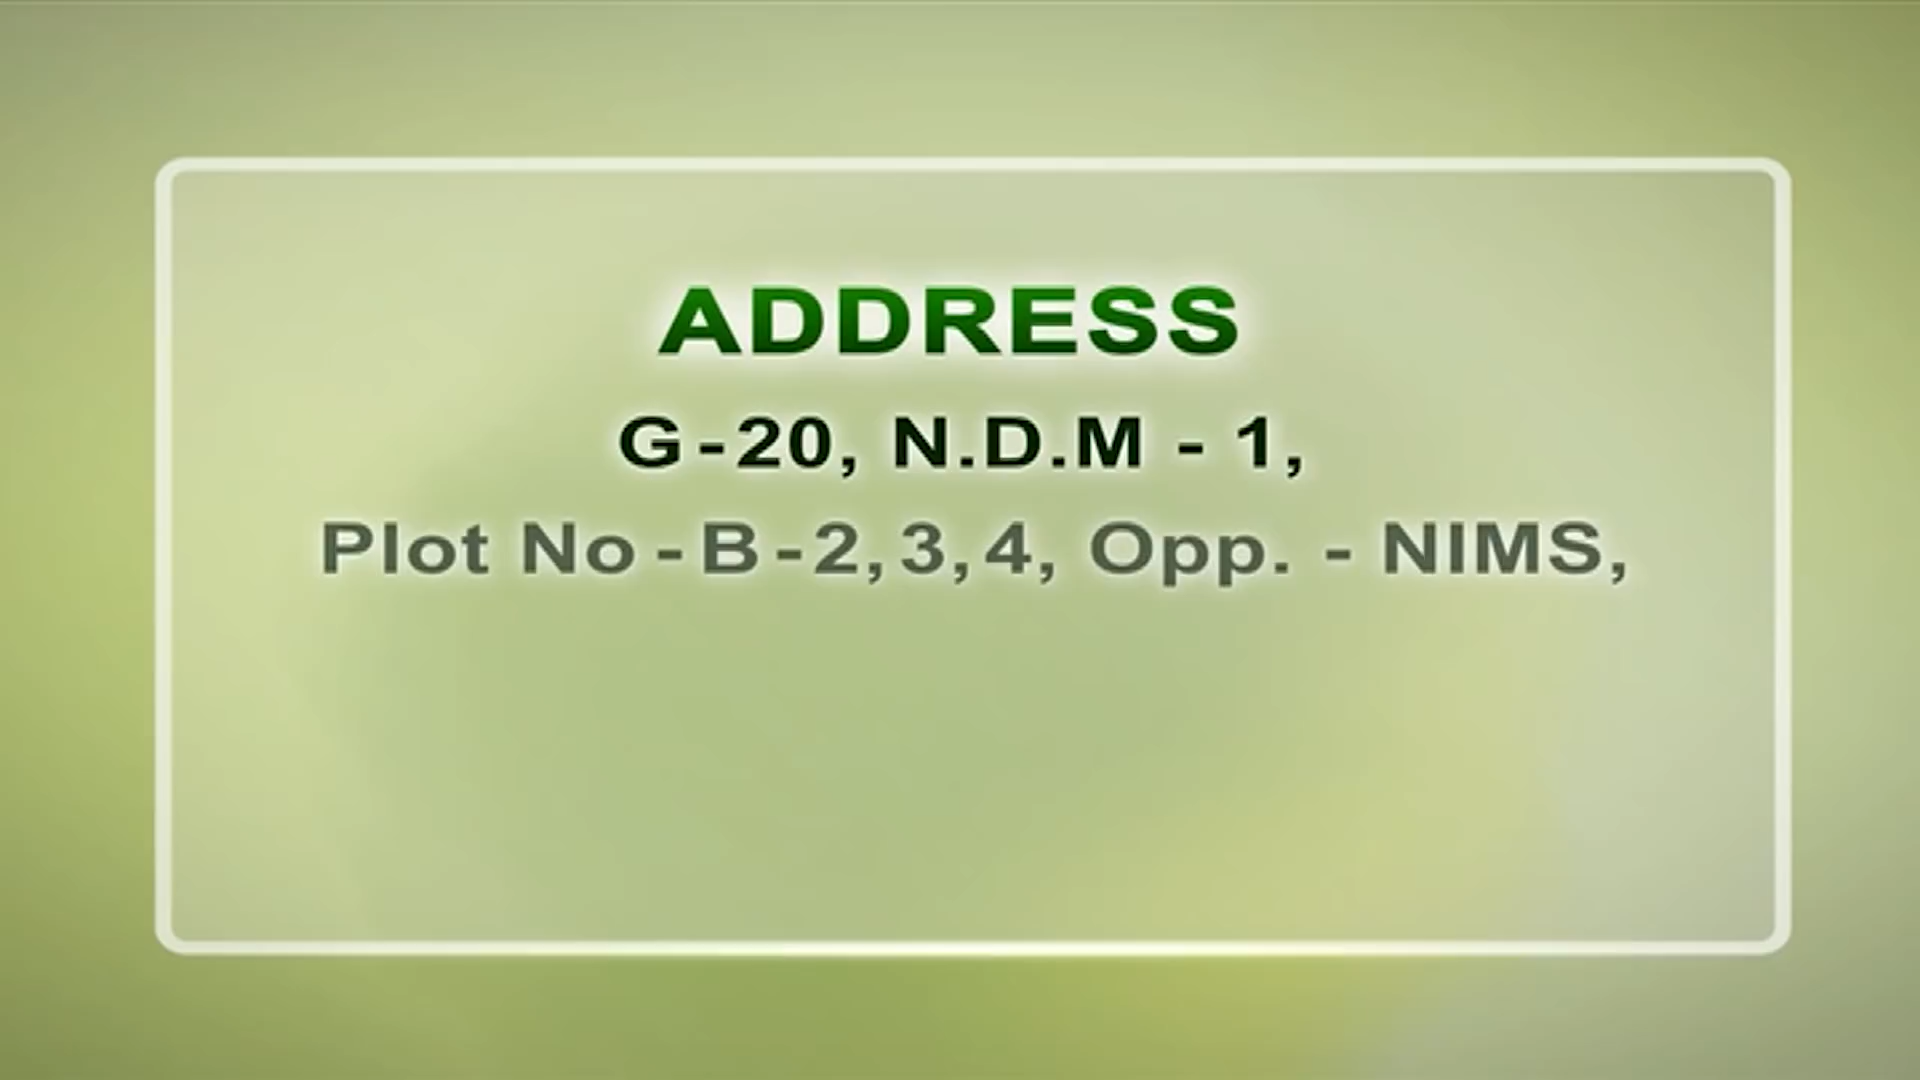 ADDRESS
G-20, N.D.M - 1,
Plot No-B-2,3,4, Opp. - NIMS,